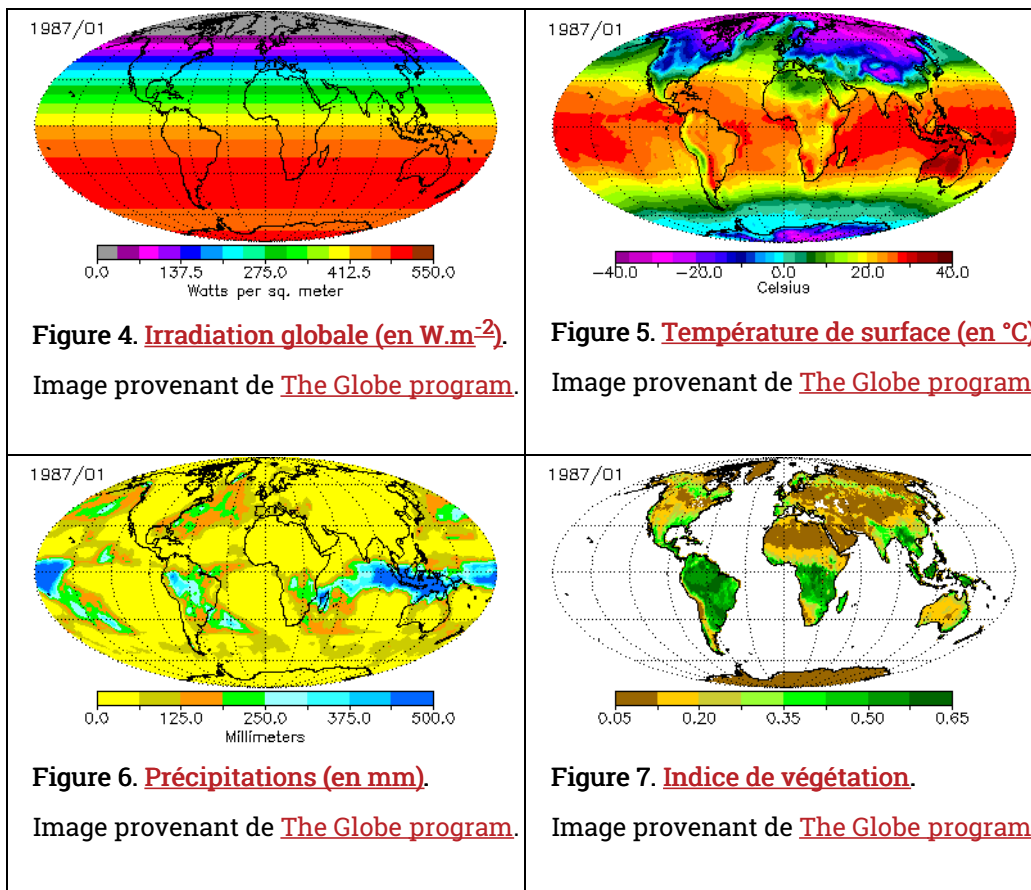 1987/01
0.0 137.5 275.0 412.5 550.0
Watts per sq. meter
Figure 4. Irradiation globale (en W.m-2).
Image provenant de The Globe program.
1987/01
−40.0 −20.0 0.0 20.0 40.0
Celsius
Figure 5. Température de surface (en °C)
Image provenant de The Globe program
1987/01
0.0 125.0 250.0 375.0 500.0
Millimeters
Figure 6. Précipitations (en mm).
Image provenant de The Globe program.
1987/01
0.05 0.20 0.35 0.50 0.65
Figure 7. Indice de végétation.
Image provenant de The Globe program